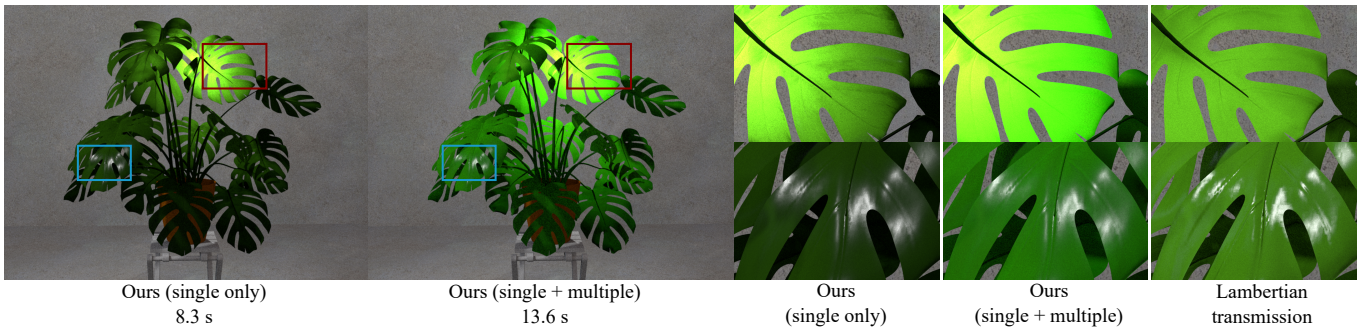 Ours (single only)
8.3 s
Ours (single + multiple)
13.6 s
Ours
(single only)
Ours
(single + multiple)
Lambertian
transmission